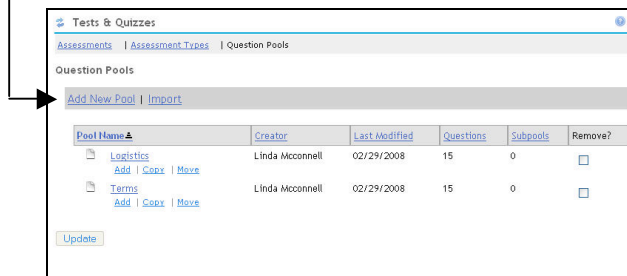 Tests & Quizzes
Assessments | Assessment Types | Question Pools
Question Pools
Add New Pool | Import
Pool Name Creator Last Modified Questions Subpools Remove?
Logistics Linda Mcconnell 02/29/2008 15 0
Add | Copy | Move
Terms Linda Mcconnell 02/29/2008 15 0
Add | Copy | Move
Update